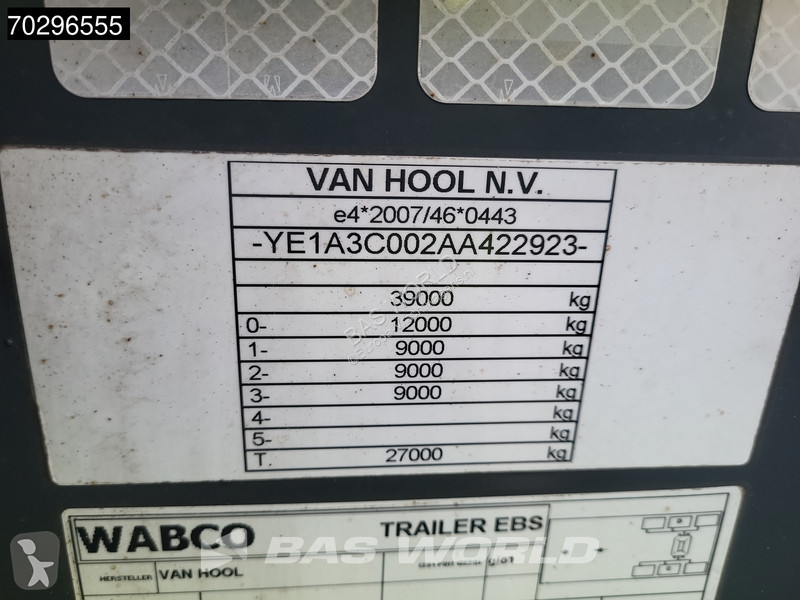 70296555
VAN HOOL N.V.
e4*2007/46*0443
-YE1A3C002AA422923-
39000 kg
0- 12000 kg
1- 9000 kg
2- 9000 kg
3- 9000 kg
4- kg
5- kg
T. 27000 kg
WABCO TRAILER EBS
BAS WORLD
HERSTELLER VAN HOOL